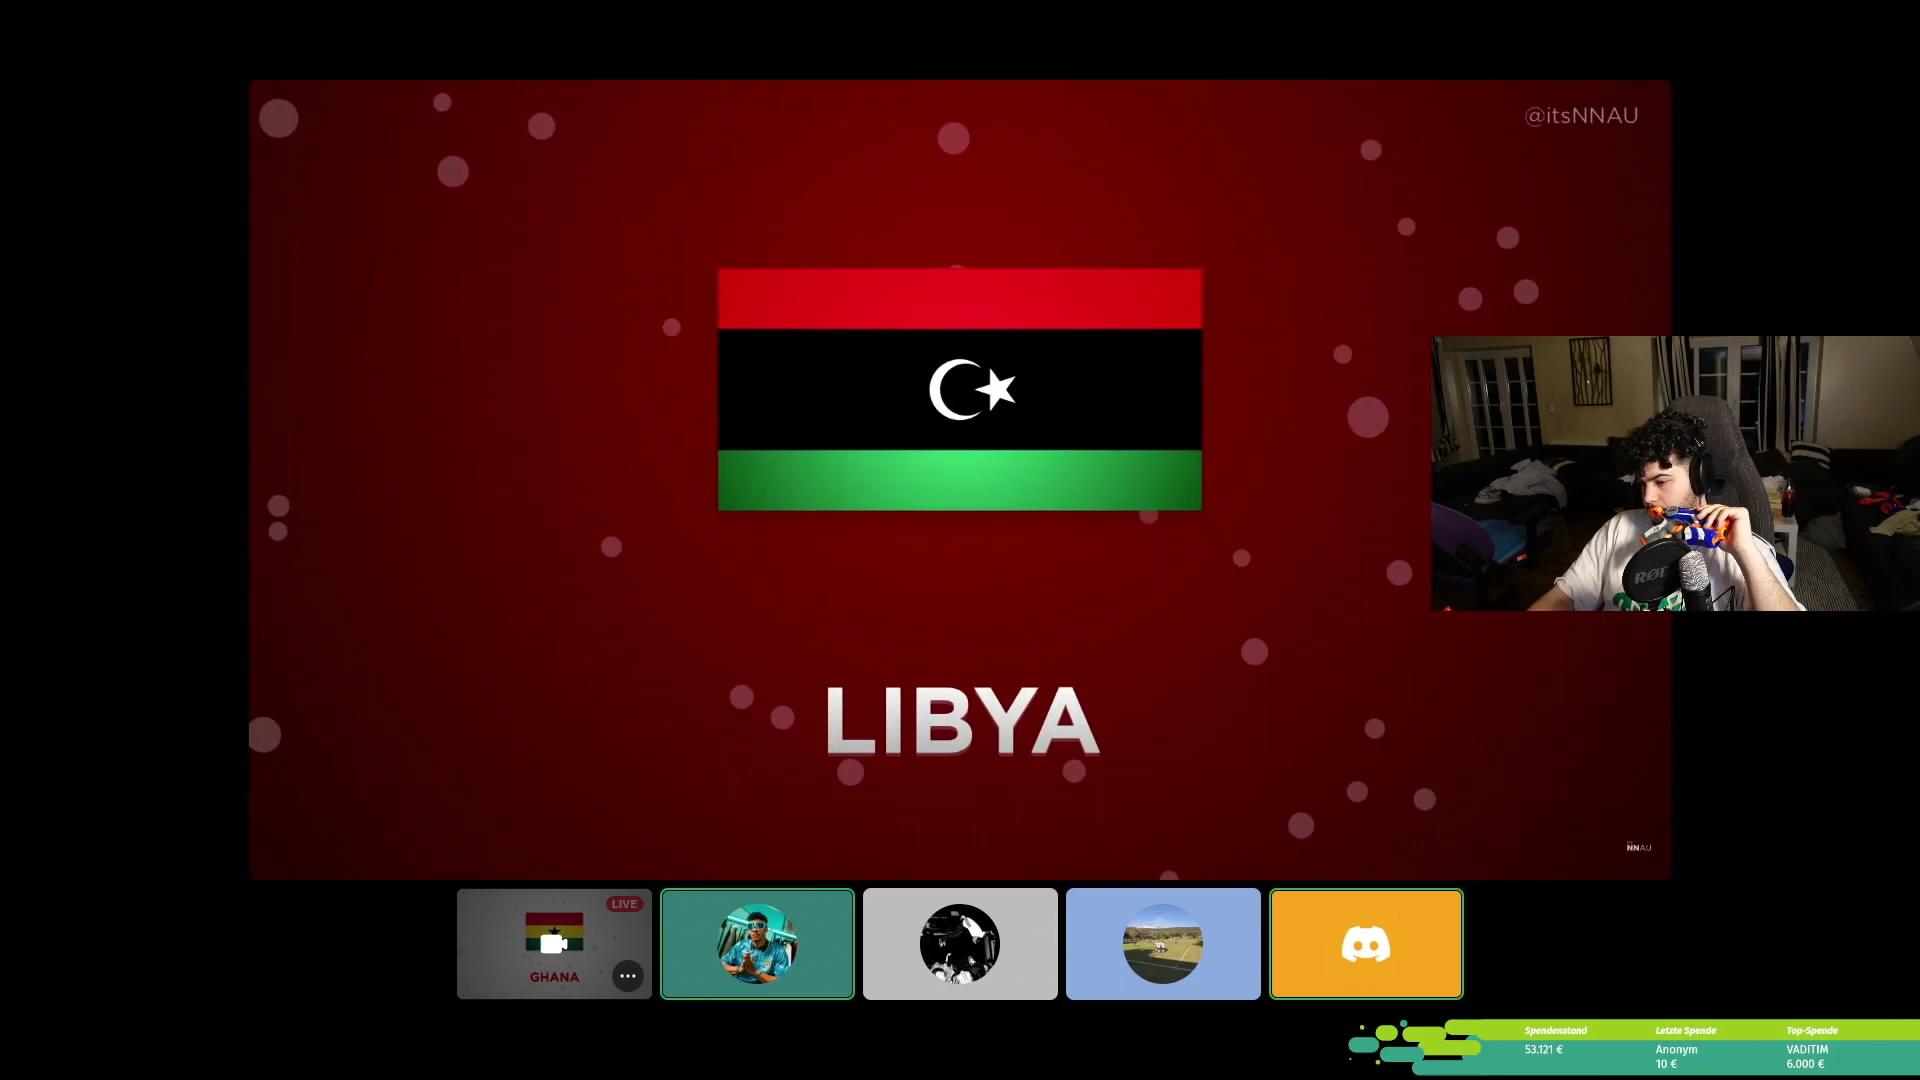 @itsNNAU
LIBYA
NNAU
RØDE
LIVE
GHANA
Spendenstand
Letzte Spende
Top-Spende
53.121 €
Anonym
VADITIM
10 €
6.000 €